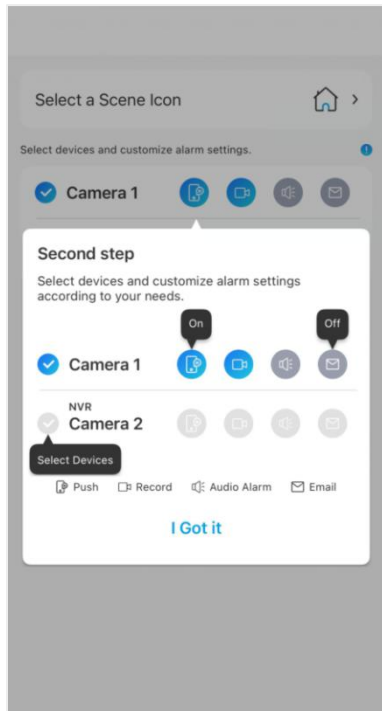 Select a Scene Icon
Select devices and customize alarm settings.
Camera 1
Second step
Select devices and customize alarm settings
according to your needs.
On
Off
Camera 1
NVR
Camera 2
Select Devices
Push
Record
Audio Alarm
Email
I Got it